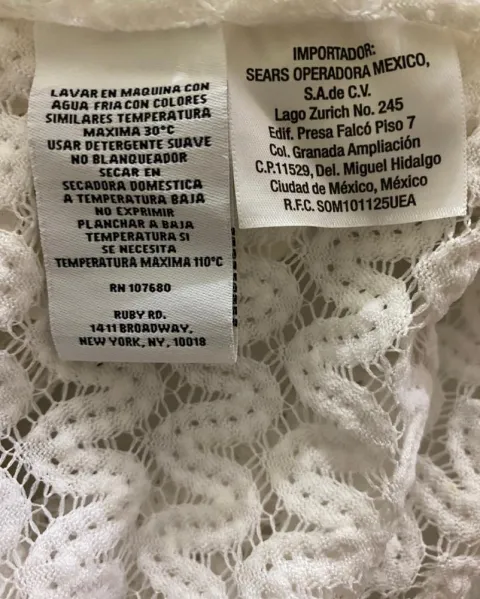 LAVAR EN MAQUINA CON
AGUA FRIA CON COLORES
SIMILARES TEMPERATURA
MAXIMA 30°C
USAR DETERGENTE SUAVE
NO BLANQUEADOR
SECAR EN
SECADORA DOMESTICA
A TEMPERATURA BAJA
NO EXPRIMIR
PLANCHAR A BAJA
TEMPERATURA SI
SE NECESITA
TEMPERATURA MAXIMA 110°C
RN 107680
RUBY RD.
1411 BROADWAY.
NEW YORK, NY, 10018
IMPORTADOR:
SEARS OPERADORA MEXICO,
S.A.de C.V.
Lago Zurich No. 245
Edif. Presa Falcó Piso 7
Col. Granada Ampliación
C.P.11529, Del. Miguel Hidalgo
Ciudad de México, México
R.F.C. SOM101125UEA